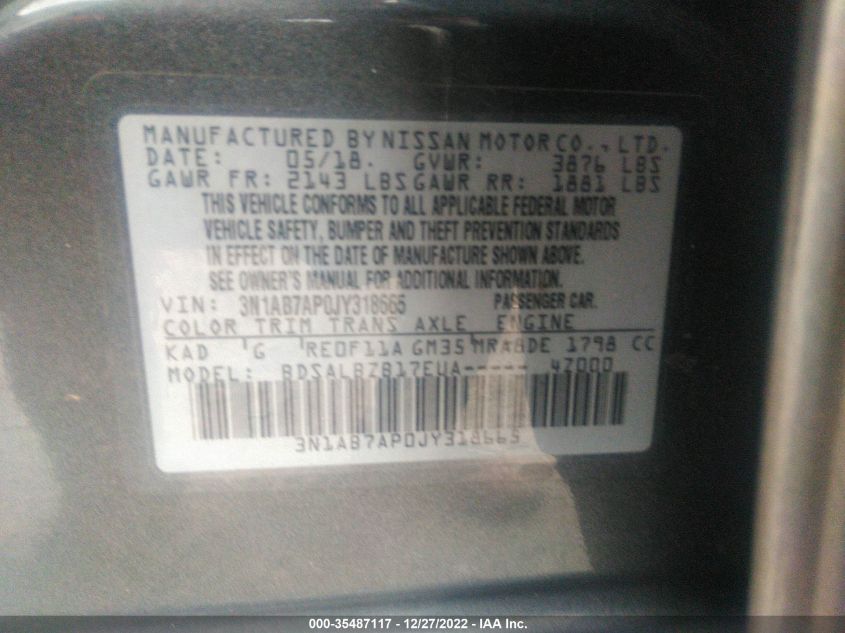 MANUFACTURED BY NISSAN MOTOR CO., LTD.
DATE: 05/18. GVWR: 3876 LBS
GAWR FR: 2143 LBS GAWR RR: 1881 LBS
THIS VEHICLE CONFORMS TO ALL APPLICABLE FEDERAL MOTOR
VEHICLE SAFETY, BUMPER AND THEFT PREVENTION STANDARDS
IN EFFECT ON THE DATE OF MANUFACTURE SHOWN ABOVE.
SEE OWNER'S MANUAL FOR ADDITIONAL INFORMATION.
VIN: 3N1AB7AP0JY318665 PASSENGER CAR.
COLOR TRIM TRANS AXLE ENGINE
KAD G RE0F11A GM35 MRA8DE 1798 CC
MODEL: BDSALBZB17EUA----- 4Z000
3N1AB7AP0JY318665
000-35487117 - 12/27/2022 - IAA Inc.